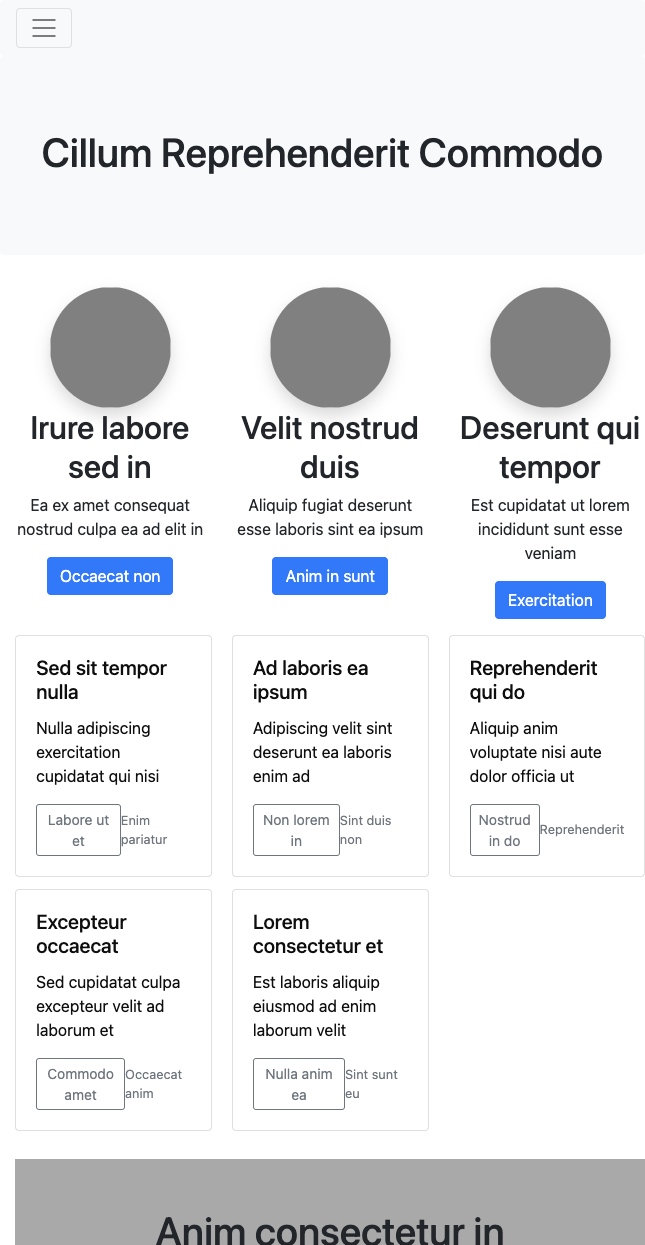 Cillum Reprehenderit Commodo
Irure labore
sed in
Ea ex amet consequat
nostrud culpa ea ad elit in
Occaecat non
Velit nostrud
duis
Aliquip fugiat deserunt
esse laboris sint ea ipsum
Anim in sunt
Deserunt qui
tempor
Est cupidatat ut lorem
incididunt sunt esse
veniam
Exercitation
Sed sit tempor
nulla
Nulla adipiscing
exercitation
cupidatat qui nisi
Labore ut
et
Enim
pariatur
Ad laboris ea
ipsum
Adipiscing velit sint
deserunt ea laboris
enim ad
Non lorem
in
Sint duis
non
Reprehenderit
qui do
Aliquip anim
voluptate nisi aute
dolor officia ut
Nostrud
in do
Reprehenderit
Excepteur
occaecat
Sed cupidatat culpa
excepteur velit ad
laborum et
Commodo
amet
Occaecat
anim
Lorem
consectetur et
Est laboris aliquip
eiusmod ad enim
laborum velit
Nulla anim
ea
Sint sunt
eu
Anim consectetur in